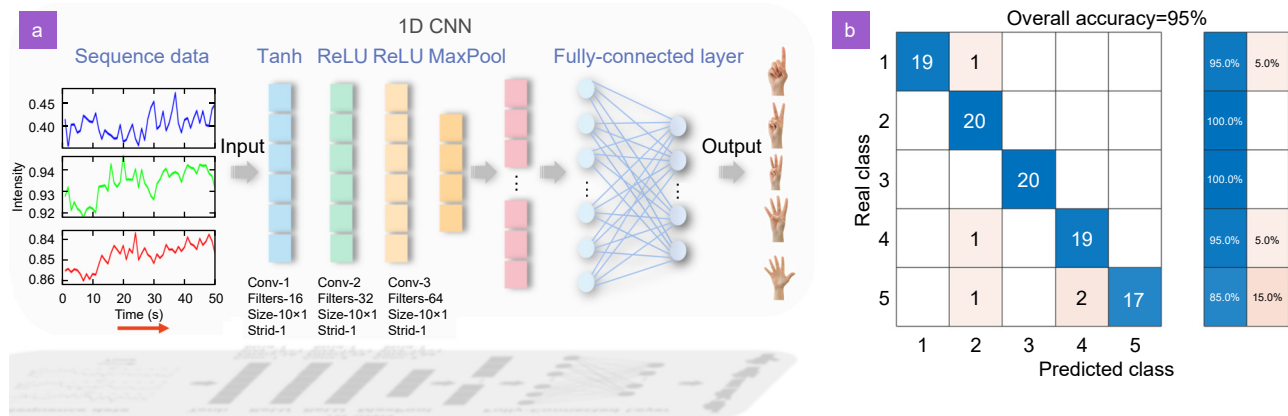 a
1D CNN
Sequence data
Tanh
ReLU
ReLU
MaxPool
Fully-connected layer
Intensity
0.45
0.40
0.94
0.93
0.92
0.84
0.85
0.86
0 10 20 30 40 50
Time (s)
Input
Conv-1
Filters-16
Size-10×1
Strid-1
Conv-2
Filters-32
Size-10×1
Strid-1
Conv-3
Filters-64
Size-10×1
Strid-1
Output
b
Overall accuracy=95%
Real class
1 19 1 95.0% 5.0%
2 20 100.0%
3 20 100.0%
4 1 19 95.0% 5.0%
5 1 2 17 85.0% 15.0%
1 2 3 4 5
Predicted class